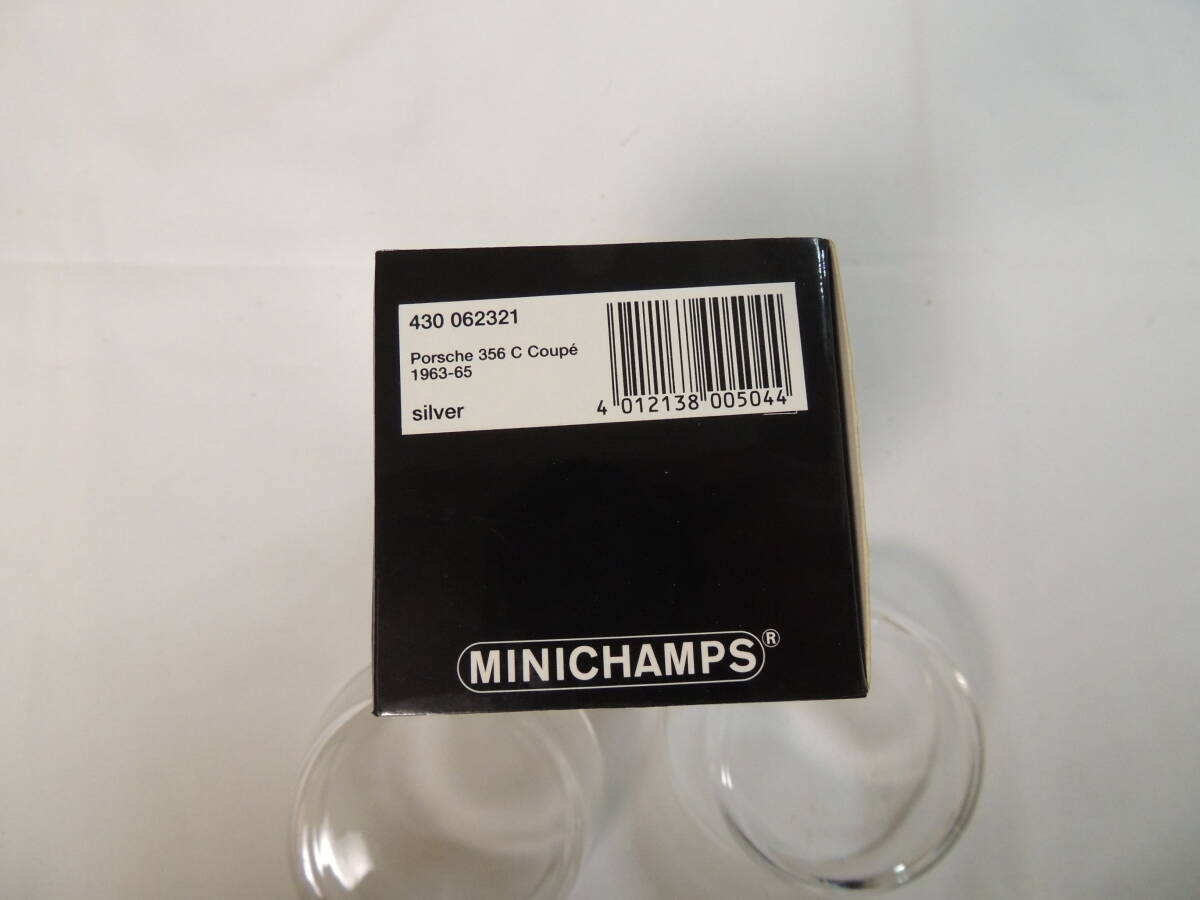 430 062321
Porsche 356 C Coupé
1963-65
silver
4 012138 005044
MINICHAMPS®